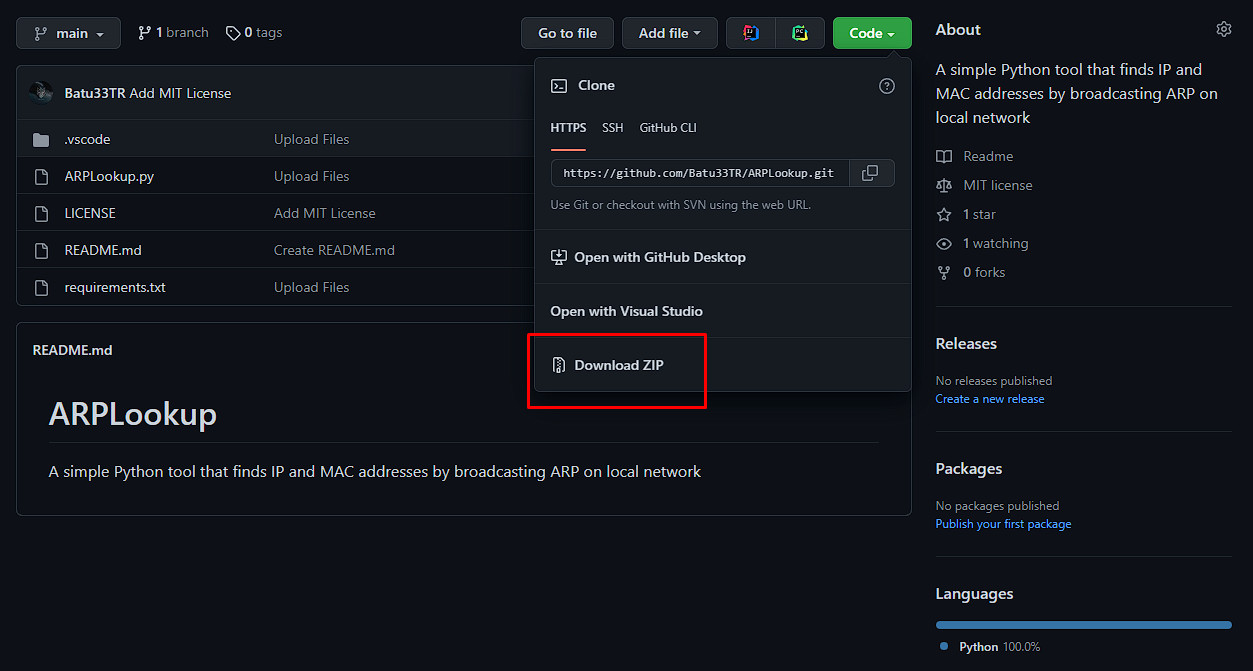 main
1 branch
0 tags
Go to file
Add file
IJ
PC
Code
Batu33TR Add MIT License
.vscode Upload Files
ARPLookup.py Upload Files
LICENSE Add MIT License
README.md Create README.md
requirements.txt Upload Files
Clone
?
HTTPS SSH GitHub CLI
https://github.com/Batu33TR/ARPLookup.git
Use Git or checkout with SVN using the web URL.
Open with GitHub Desktop
Open with Visual Studio
Download ZIP
README.md
ARPLookup
A simple Python tool that finds IP and MAC addresses by broadcasting ARP on local network
About
A simple Python tool that finds IP and
MAC addresses by broadcasting ARP on
local network
Readme
MIT license
1 star
1 watching
0 forks
Releases
No releases published
Create a new release
Packages
No packages published
Publish your first package
Languages
Python 100.0%